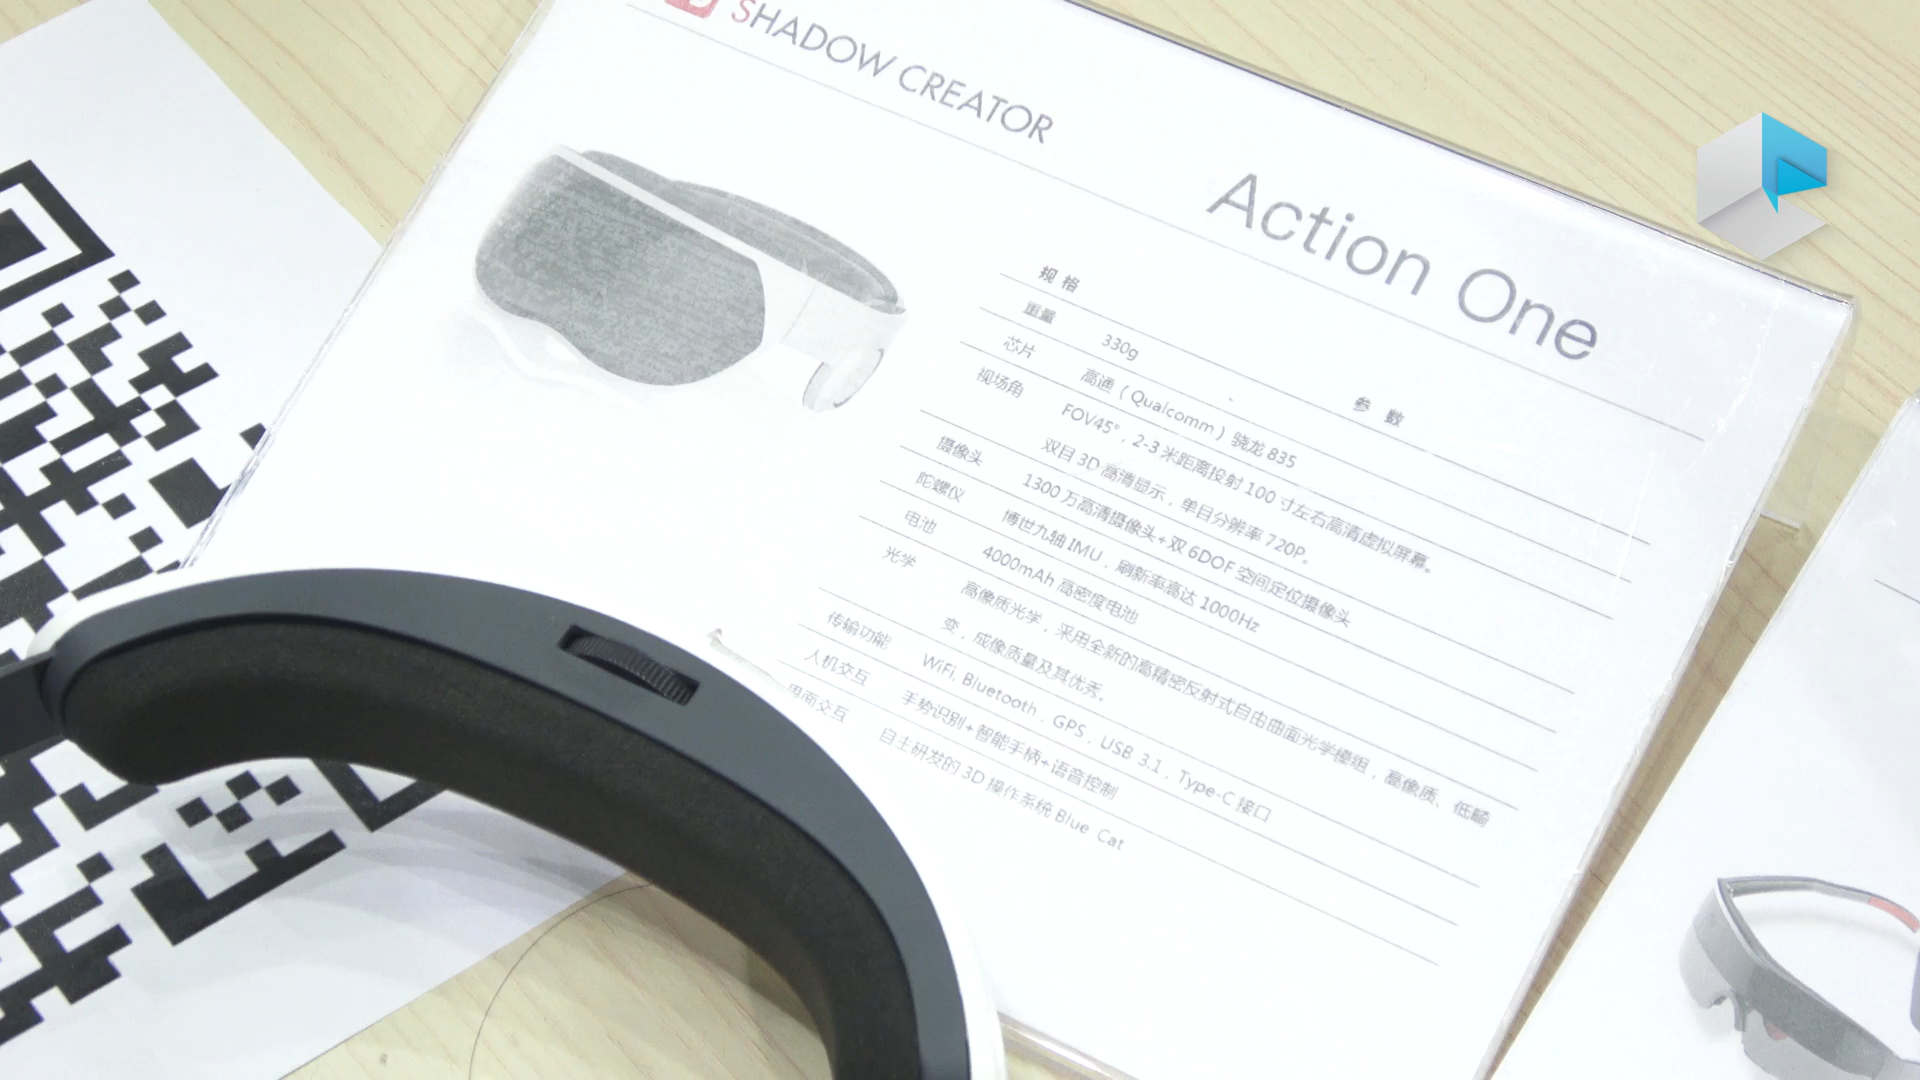 SHADOW CREATOR
Action One
规 格
参 数
重量 330g
芯片 高通（Qualcomm）骁龙 835
视场角 FOV45°，2-3 米距离投射 100 寸左右高清虚拟屏幕。
双目 3D 高清显示，单目分辨率 720P。
摄像头 1300 万高清摄像头+双 6DOF 空间定位摄像头
陀螺仪 博世九轴 IMU，刷新率高达 1000Hz
电池 4000mAh 高密度电池
光学 高像质光学，采用全新的高精密反射式自由曲面光学模组，高像质、低畸
变，成像质量及其优秀。
传输功能 WiFi, Bluetooth，GPS，USB 3.1，Type-C 接口
人机交互 手势识别+智能手柄+语音控制
界面交互 自主研发的 3D 操作系统 Blue Cat